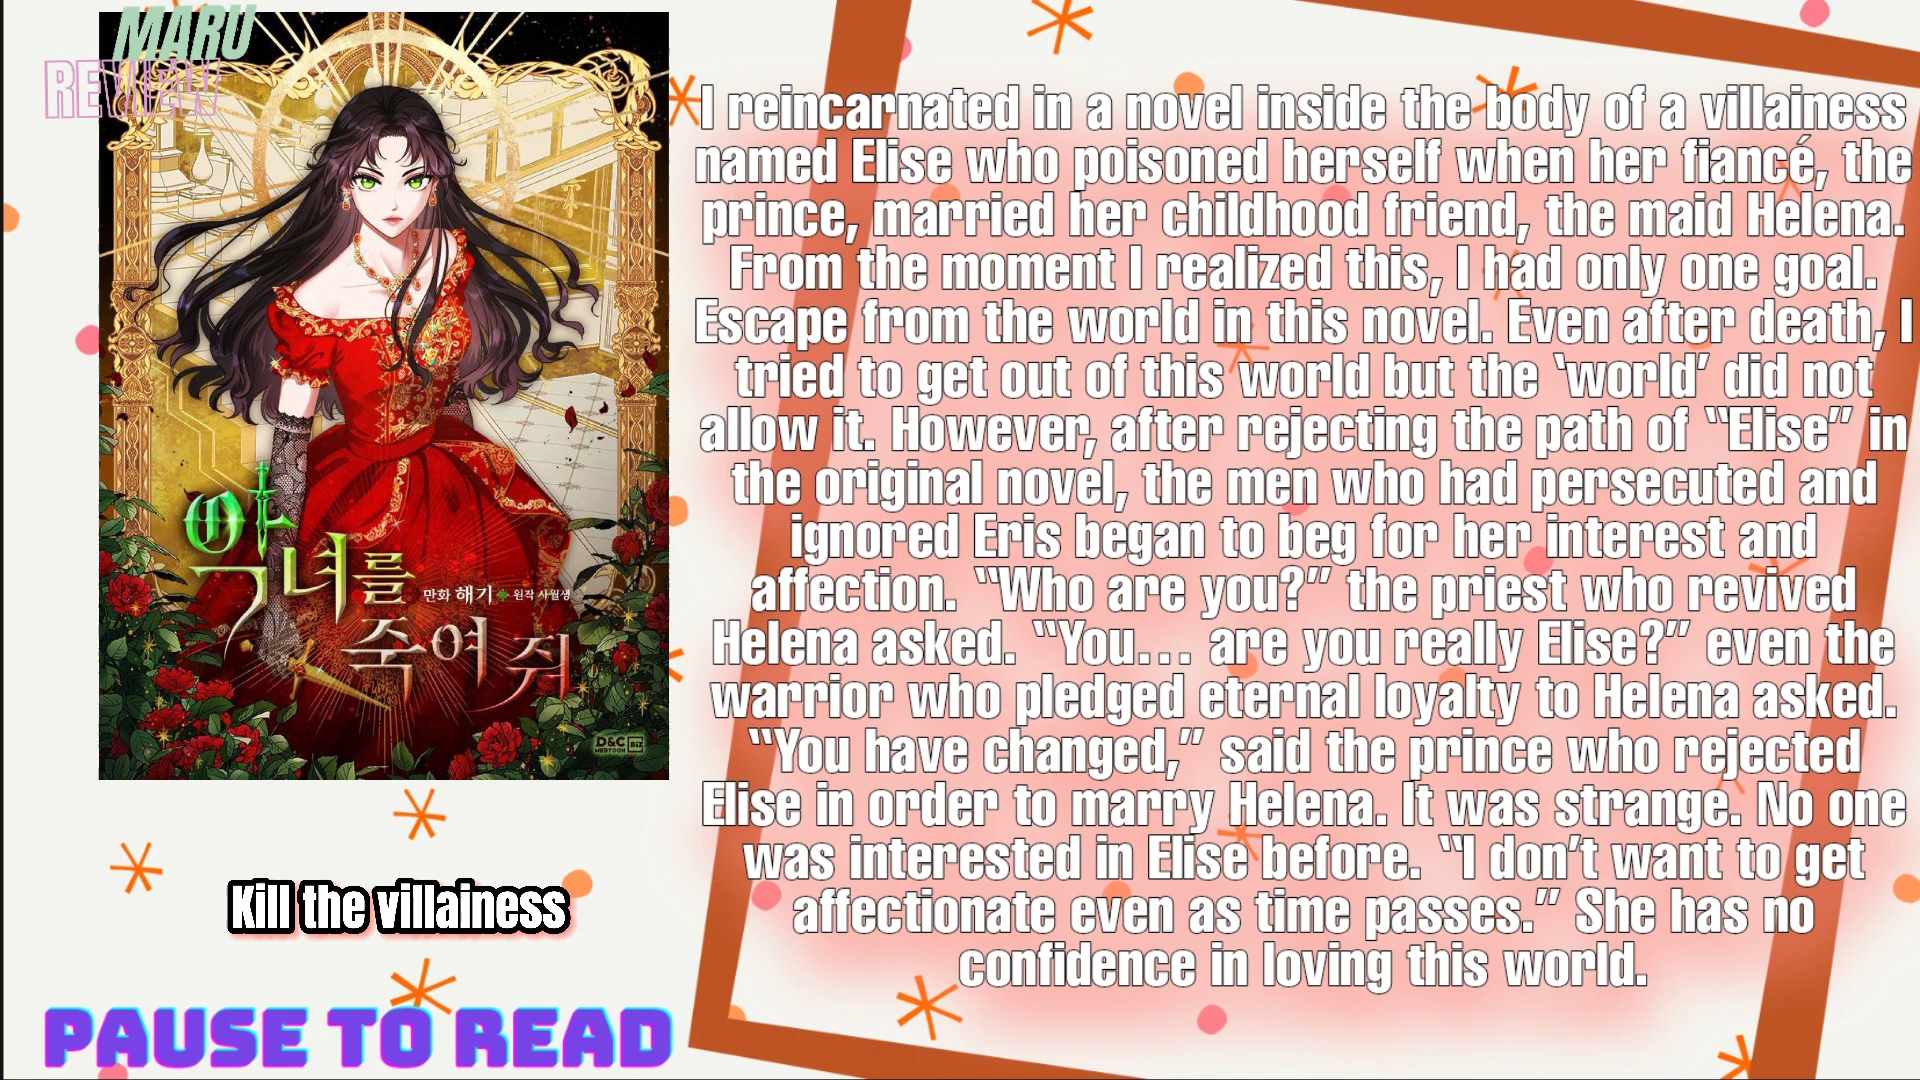 MARU
REVIEW
악녀를
만화 해기 원작 사월생
죽여 줘
D&C
WEBTOON BIZ
Kill the villainess
PAUSE TO READ
I reincarnated in a novel inside the body of a villainess
named Elise who poisoned herself when her fiancé, the
prince, married her childhood friend, the maid Helena.
From the moment I realized this, I had only one goal.
Escape from the world in this novel. Even after death, I
tried to get out of this world but the ‘world’ did not
allow it. However, after rejecting the path of “Elise” in
the original novel, the men who had persecuted and
ignored Eris began to beg for her interest and
affection. “Who are you?” the priest who revived
Helena asked. “You… are you really Elise?” even the
warrior who pledged eternal loyalty to Helena asked.
“You have changed,” said the prince who rejected
Elise in order to marry Helena. It was strange. No one
was interested in Elise before. “I don’t want to get
affectionate even as time passes.” She has no
confidence in loving this world.